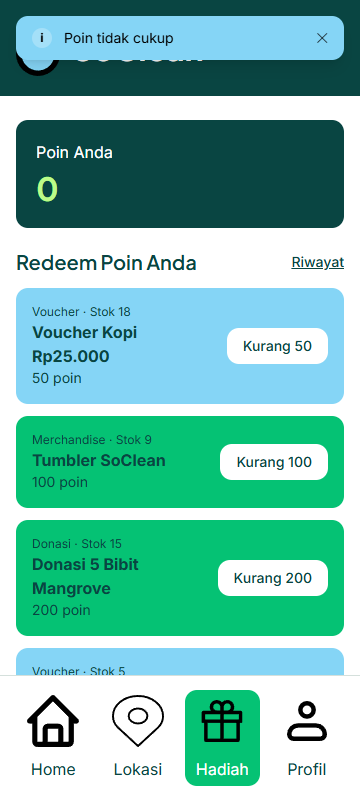 i Poin tidak cukup
Poin Anda
0
Redeem Poin Anda
Riwayat
Voucher · Stok 18
Voucher Kopi
Rp25.000
50 poin
Kurang 50
Merchandise · Stok 9
Tumbler SoClean
100 poin
Kurang 100
Donasi · Stok 15
Donasi 5 Bibit
Mangrove
200 poin
Kurang 200
Voucher · Stok 5
Home
Lokasi
Hadiah
Profil